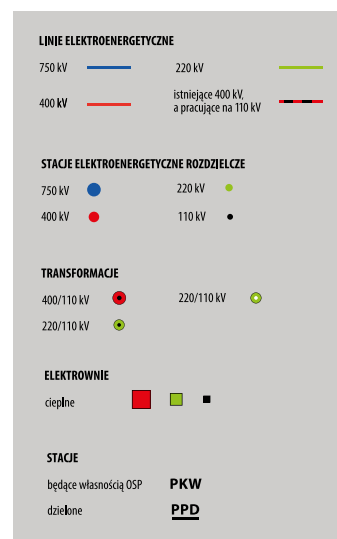 LINIE ELEKTROENERGETYCZNE
750 kV 220 kV
400 kV istniejące 400 kV,
a pracujące na 110 kV
STACJE ELEKTROENERGETYCZNE ROZDZIELCZE
750 kV 220 kV
400 kV 110 kV
TRANSFORMACJE
400/110 kV 220/110 kV
220/110 kV
ELEKTROWNIE
cieplne
STACJE
będące własnością OSP PKW
dzielone PPD